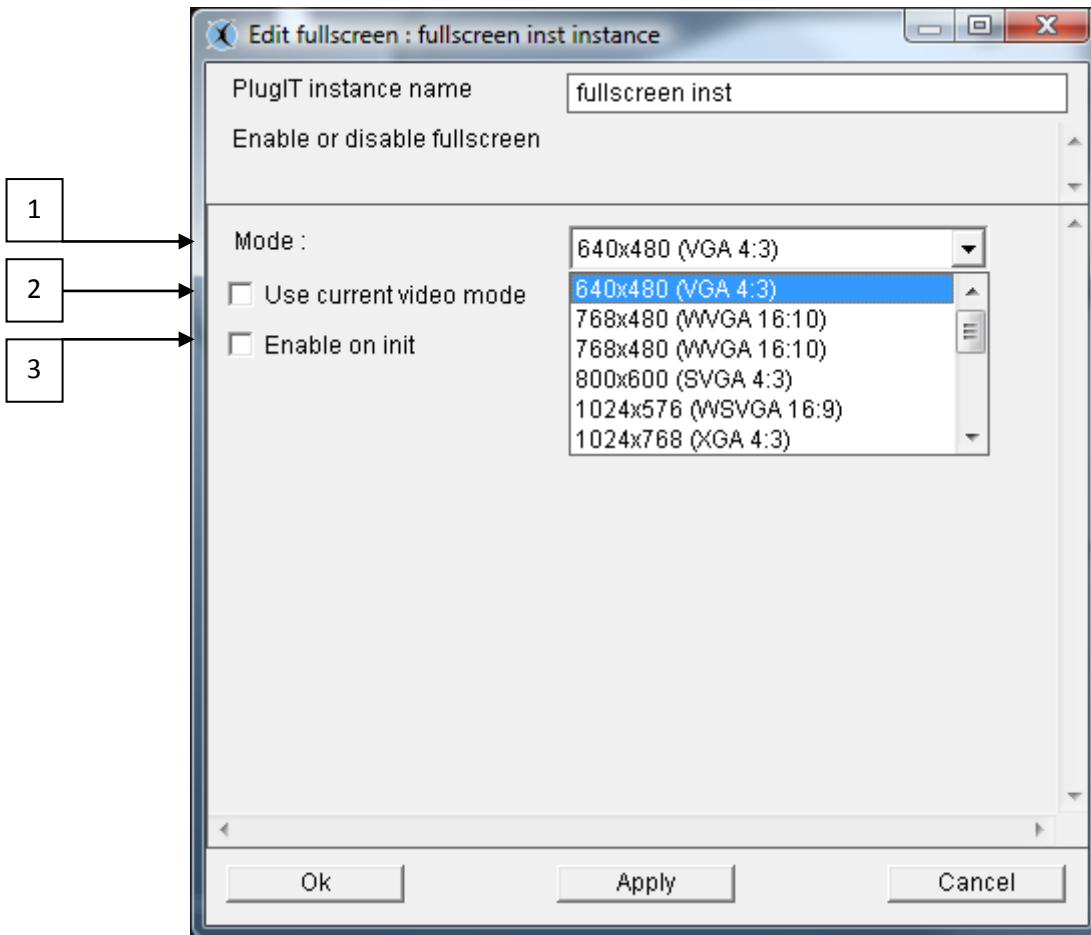 Edit fullscreen : fullscreen inst instance
PlugIT instance name
fullscreen inst
Enable or disable fullscreen
1
Mode :
640x480 (VGA 4:3)
2
Use current video mode
640x480 (VGA 4:3)
768x480 (WVGA 16:10)
3
Enable on init
768x480 (WVGA 16:10)
800x600 (SVGA 4:3)
1024x576 (WSVGA 16:9)
1024x768 (XGA 4:3)
Ok
Apply
Cancel